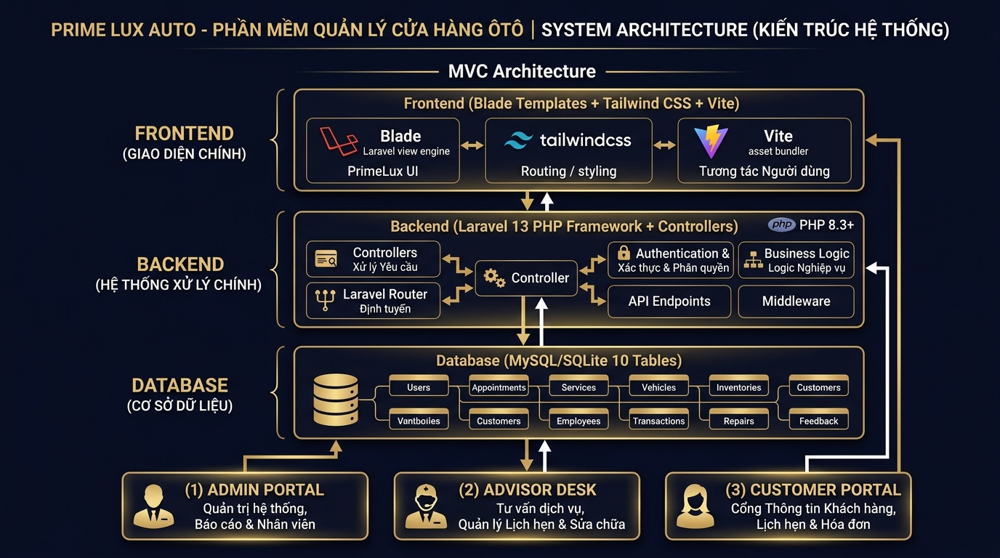 PRIME LUX AUTO - PHẦN MỀM QUẢN LÝ CỬA HÀNG ÔTÔ | SYSTEM ARCHITECTURE (KIẾN TRÚC HỆ THỐNG)
MVC Architecture
FRONTEND
(GIAO DIỆN CHÍNH)
Frontend (Blade Templates + Tailwind CSS + Vite)
Blade
Laravel view engine
PrimeLux UI
tailwindcss
Routing / styling
Vite
asset bundler
Tương tác Người dùng
BACKEND
(HỆ THỐNG XỬ LÝ CHÍNH)
Backend (Laravel 13 PHP Framework + Controllers)
php PHP 8.3+
Controllers
Xử lý Yêu cầu
Laravel Router
Định tuyến
Controller
Authentication &
Xác thực & Phân quyền
Business Logic
Logic Nghiệp vụ
API Endpoints
Middleware
DATABASE
(CƠ SỞ DỮ LIỆU)
Database (MySQL/SQLite 10 Tables)
Users
Appointments
Services
Vehicles
Inventories
Customers
Vantboiies
Customers
Employees
Transactions
Repairs
Feedback
(1) ADMIN PORTAL
Quản trị hệ thống,
Báo cáo & Nhân viên
(2) ADVISOR DESK
Tư vấn dịch vụ,
Quản lý Lịch hẹn & Sửa chữa
(3) CUSTOMER PORTAL
Cổng Thông tin Khách hàng,
Lịch hẹn & Hóa đơn